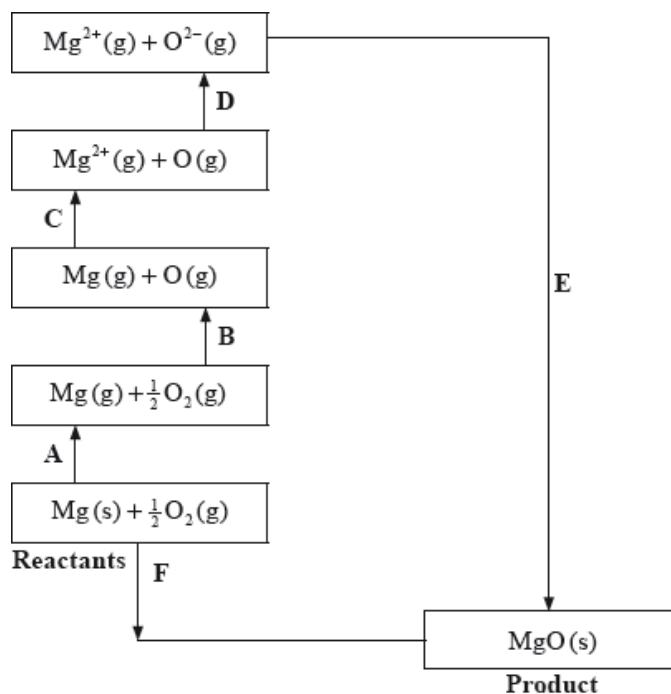 Mg²⁺(g) + O²⁻(g)
D
Mg²⁺(g) + O(g)
C
Mg(g) + O(g)
E
B
Mg(g) + ½O₂(g)
A
Mg(s) + ½O₂(g)
Reactants
F
MgO(s)
Product